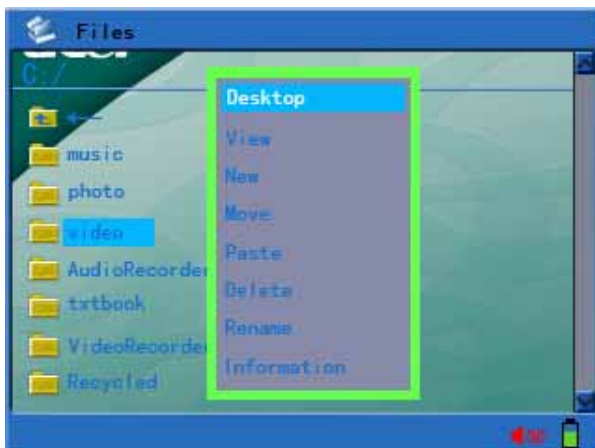 Files
C:/
music
photo
video
AudioRecorder
txtbook
VideoRecorder
Recycled
Desktop
View
New
Move
Paste
Delete
Rename
Information